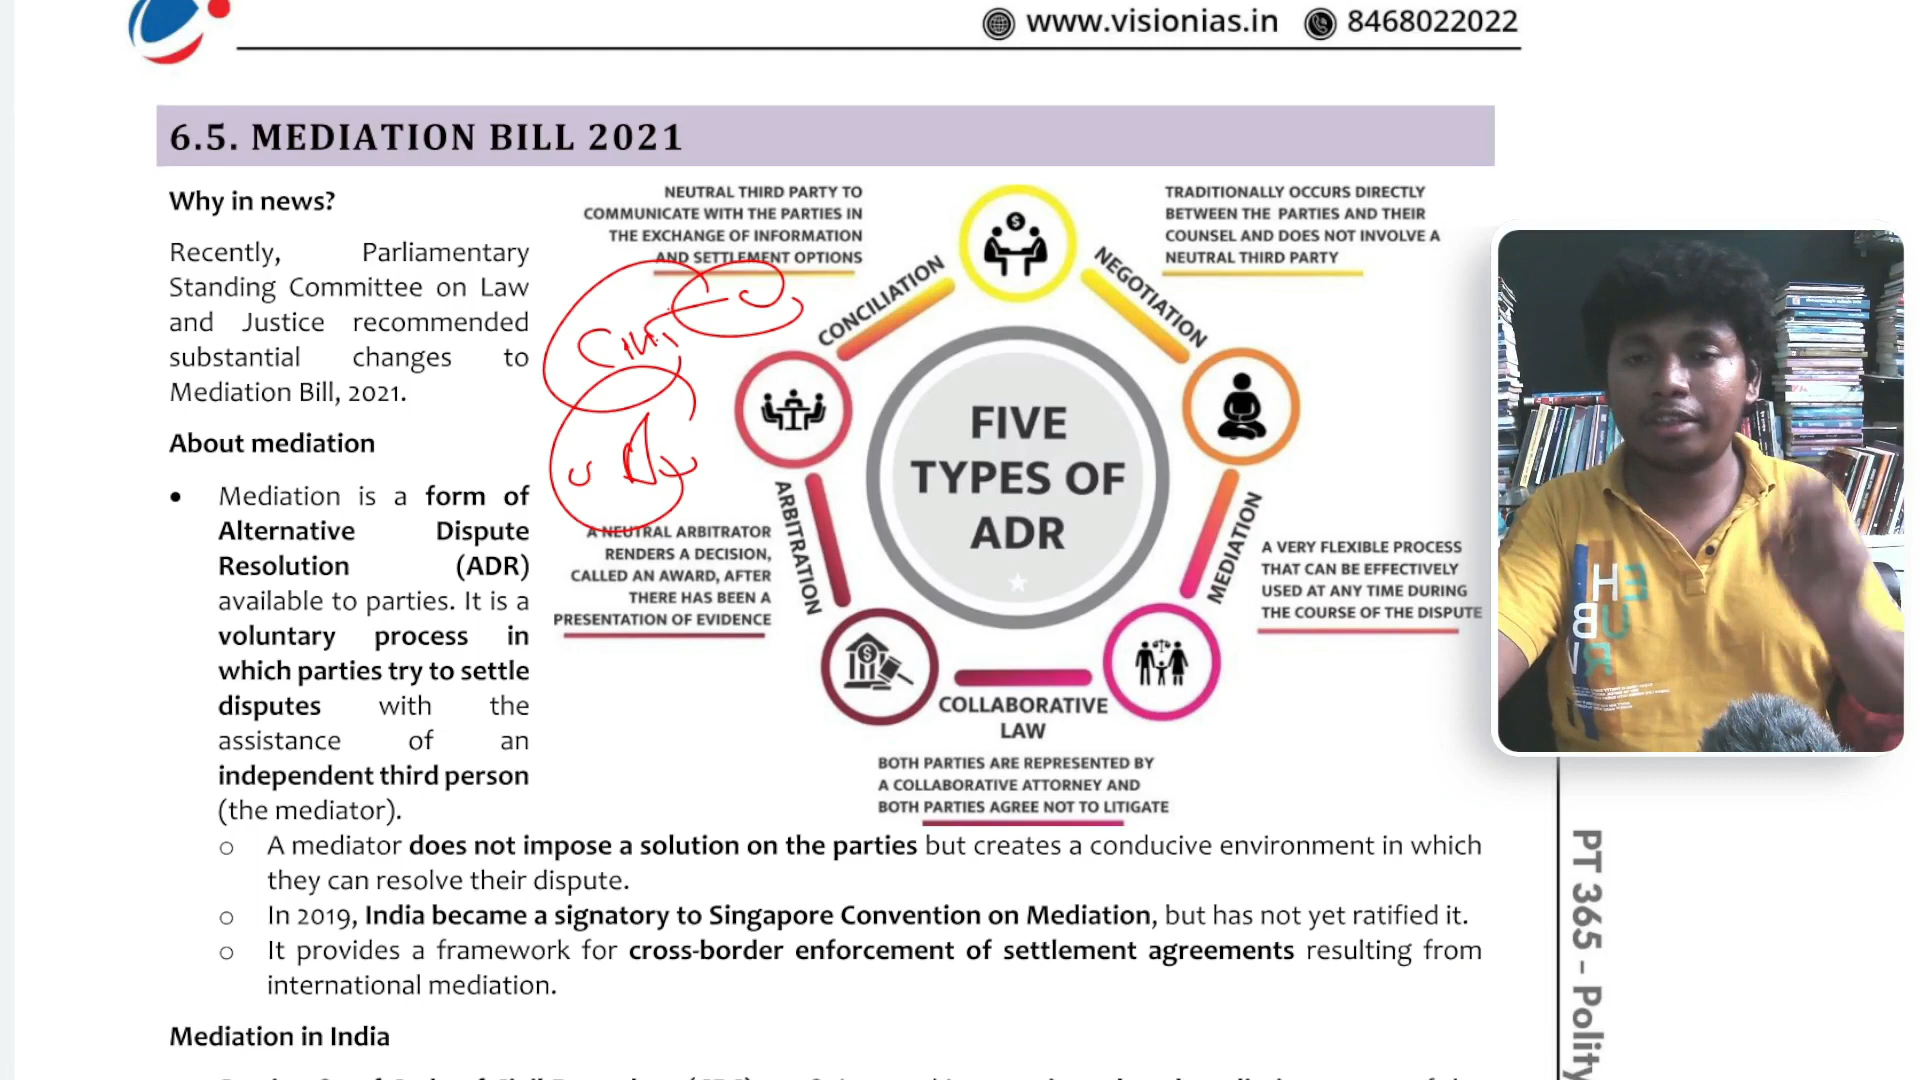 www.visionias.in 8468022022
6.5. MEDIATION BILL 2021
Why in news?
Recently, Parliamentary
Standing Committee on Law
and Justice recommended
substantial changes to
Mediation Bill, 2021.
About mediation
• Mediation is a form of
Alternative Dispute
Resolution (ADR)
available to parties. It is a
voluntary process in
which parties try to settle
disputes with the
assistance of an
independent third person
(the mediator).
NEUTRAL THIRD PARTY TO
COMMUNICATE WITH THE PARTIES IN
THE EXCHANGE OF INFORMATION
AND SETTLEMENT OPTIONS
TRADITIONALLY OCCURS DIRECTLY
BETWEEN THE PARTIES AND THEIR
COUNSEL AND DOES NOT INVOLVE A
NEUTRAL THIRD PARTY
CONCILIATION
NEGOTIATION
FIVE
TYPES OF
ADR
ARBITRATION
MEDIATION
A NEUTRAL ARBITRATOR
RENDERS A DECISION,
CALLED AN AWARD, AFTER
THERE HAS BEEN A
PRESENTATION OF EVIDENCE
A VERY FLEXIBLE PROCESS
THAT CAN BE EFFECTIVELY
USED AT ANY TIME DURING
THE COURSE OF THE DISPUTE
COLLABORATIVE
LAW
BOTH PARTIES ARE REPRESENTED BY
A COLLABORATIVE ATTORNEY AND
BOTH PARTIES AGREE NOT TO LITIGATE
o A mediator does not impose a solution on the parties but creates a conducive environment in which
they can resolve their dispute.
o In 2019, India became a signatory to Singapore Convention on Mediation, but has not yet ratified it.
o It provides a framework for cross-border enforcement of settlement agreements resulting from
international mediation.
Mediation in India
PT 365 - Polity